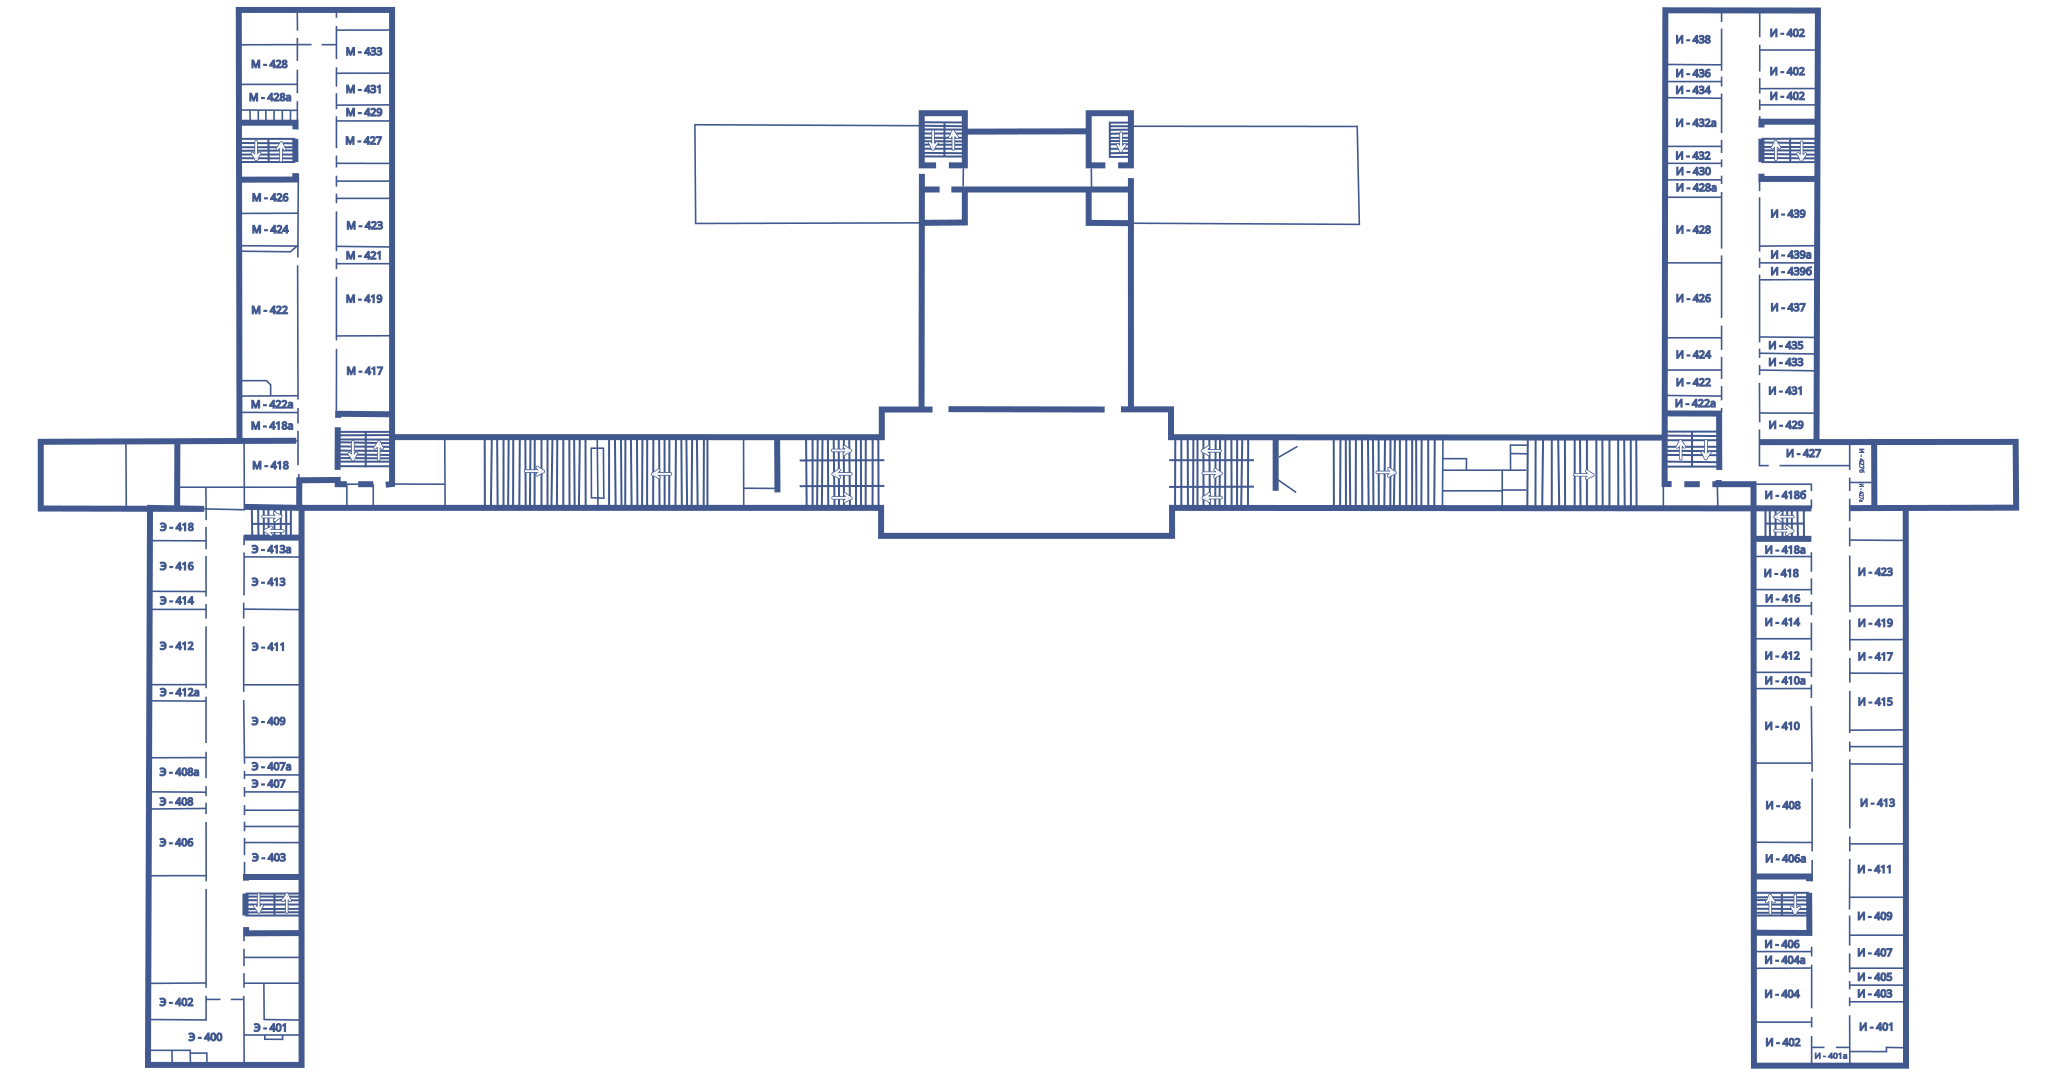 М - 433
М - 428
М - 431
М - 428а
М - 429
М - 427
М - 426
М - 424
М - 423
М - 421
М - 419
М - 422
М - 417
М - 422а
М - 418а
М - 418
Э - 418
Э - 413а
Э - 416
Э - 413
Э - 414
Э - 412
Э - 411
Э - 412а
Э - 409
Э - 408а
Э - 407а
Э - 407
Э - 408
Э - 406
Э - 403
Э - 402
Э - 401
Э - 400
И - 438
И - 402
И - 436
И - 402
И - 434
И - 402
И - 432а
И - 432
И - 430
И - 428а
И - 439
И - 428
И - 439а
И - 439б
И - 426
И - 437
И - 424
И - 435
И - 433
И - 422
И - 431
И - 422а
И - 429
И - 427
И - 427б
И - 427а
И - 418б
И - 418а
И - 418
И - 423
И - 416
И - 414
И - 419
И - 412
И - 417
И - 410а
И - 415
И - 410
И - 408
И - 413
И - 406а
И - 411
И - 409
И - 406
И - 407
И - 404а
И - 405
И - 404
И - 403
И - 401
И - 402
И - 401а